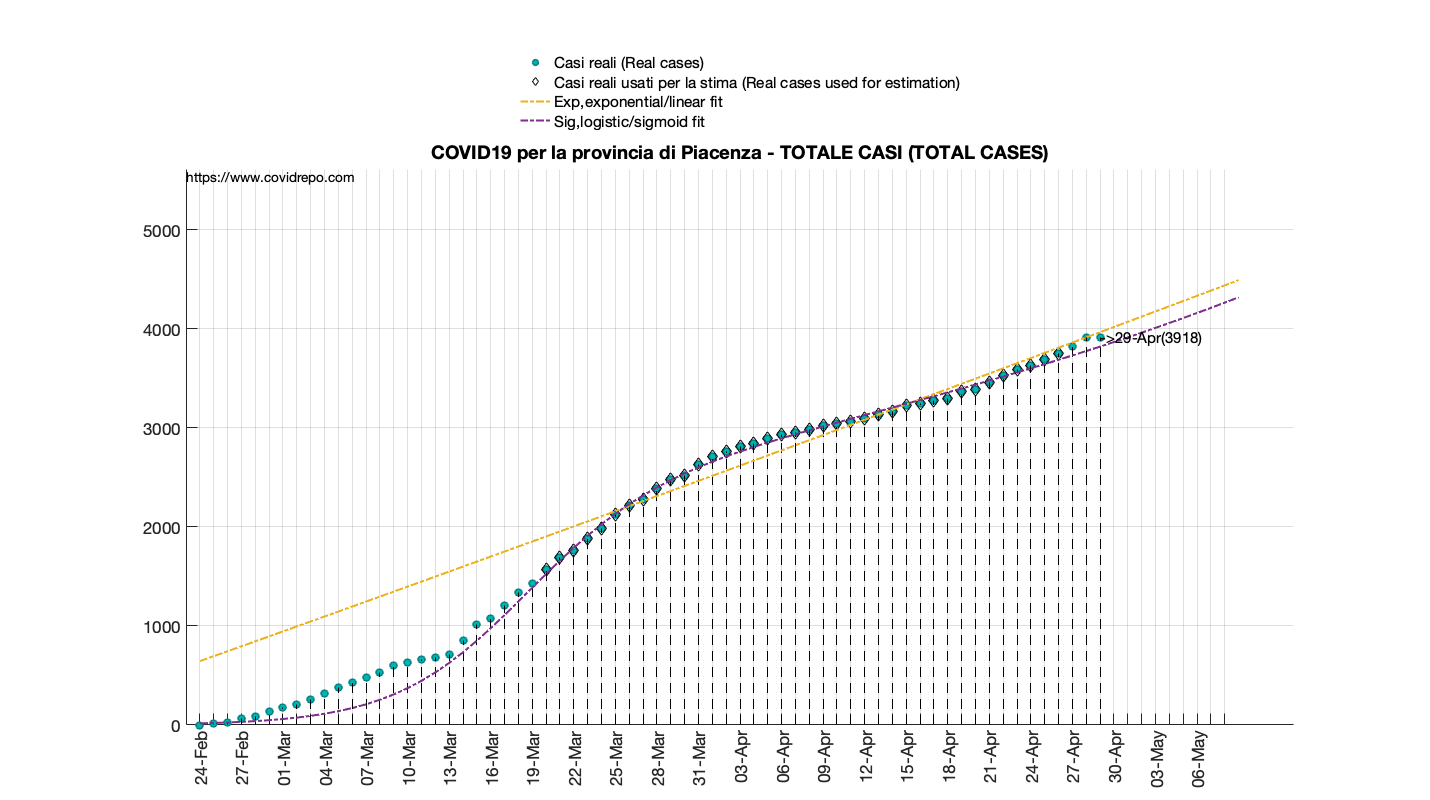 Casi reali (Real cases)
Casi reali usati per la stima (Real cases used for estimation)
Exp,exponential/linear fit
Sig,logistic/sigmoid fit
COVID19 per la provincia di Piacenza - TOTALE CASI (TOTAL CASES)
https://www.covidrepo.com
5000
4000
3000
2000
1000
0
->29-Apr(3918)
24-Feb
27-Feb
01-Mar
04-Mar
07-Mar
10-Mar
13-Mar
16-Mar
19-Mar
22-Mar
25-Mar
28-Mar
31-Mar
03-Apr
06-Apr
09-Apr
12-Apr
15-Apr
18-Apr
21-Apr
24-Apr
27-Apr
30-Apr
03-May
06-May